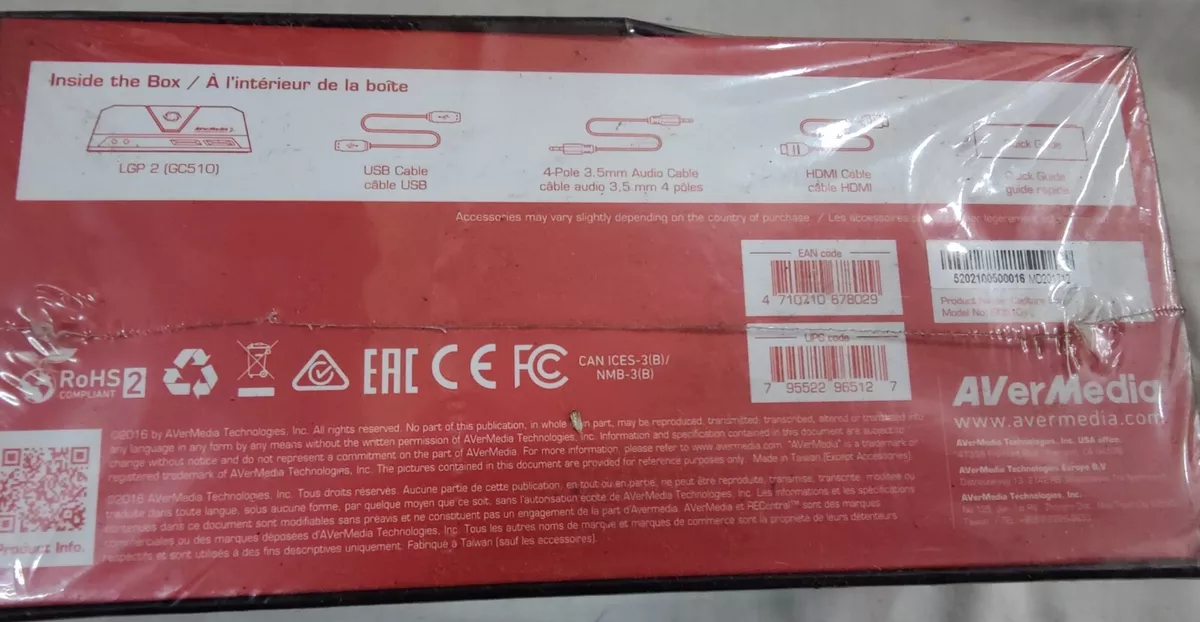 Inside the Box / À l'intérieur de la boîte
AVerMedia
LGP 2 (GC510)
USB Cable
câble USB
4-Pole 3.5mm Audio Cable
câble audio 3,5 mm 4 pôles
HDMI Cable
câble HDMI
Guide
Guide
guide rapide
Accessories may vary slightly depending on the country of purchase. / Les accessoires
EAN code
4 710710 678029
5202100500016
Product Name: Capture
Model No.:
UPC code
7 95522 96512 7
RoHS 2
COMPLIANT
EAC
CE
FC
CAN ICES-3(B)/
NMB-3(B)
AVerMedia
www.avermedia.com
©2016 by AVerMedia Technologies, Inc. All rights reserved. No part of this publication, in whole in part, may be reproduced, transmitted, transcribed, altered or translated into
any language in any form by any means without the written permission of AVerMedia Technologies, Inc. Information and specification contained in this document are subject to
change without notice and do not represent a commitment on the part of AVerMedia. For more information, please refer to www.avermedia.com. "AVerMedia" is a trademark or
registered trademark of AVerMedia Technologies, Inc. The pictures contained in this document are provided for reference purposes only. Made in Taiwan (Except Accessories)
©2016 AVerMedia Technologies, Inc. Tous droits réservés. Aucune partie de cette publication, en tout ou en partie, ne peut être reproduite, transmise, transcrite, modifiée ou
traduite dans toute langue, sous aucune forme, par quelque moyen que ce soit, sans l'autorisation écrite de AVerMedia Technologies, Inc. Les informations et les spécifications
contenues dans ce document sont modifiables sans préavis et ne constituent pas un engagement de la part d'Avermedia. AVerMedia et RECentral™ sont des marques
commerciales ou des marques déposées d'AVerMedia Technologies, Inc. Tous les autres noms de marque et marques de commerce sont la propriété de leurs détenteurs
respectifs et sont utilisés à des fins descriptives uniquement. Fabriqué à Taiwan (sauf les accessoires).
AVerMedia Technologies, Inc. USA office.
AVerMedia Technologies Europe B.V
AVerMedia Technologies, Inc.
Product Info.